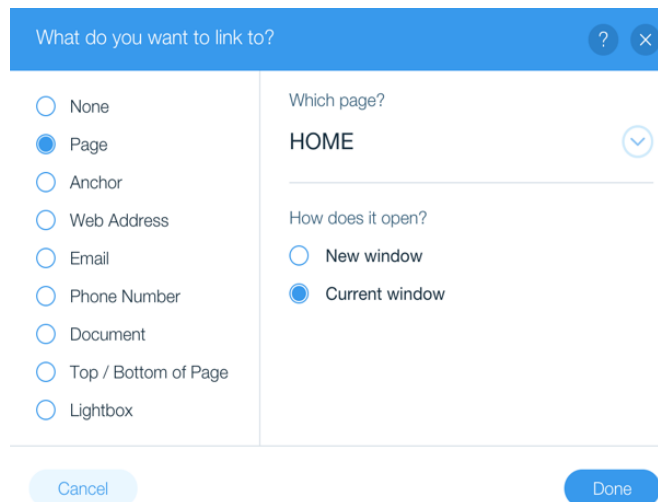 What do you want to link to?
?
None
Page
Anchor
Web Address
Email
Phone Number
Document
Top / Bottom of Page
Lightbox
Which page?
HOME
How does it open?
New window
Current window
Cancel
Done